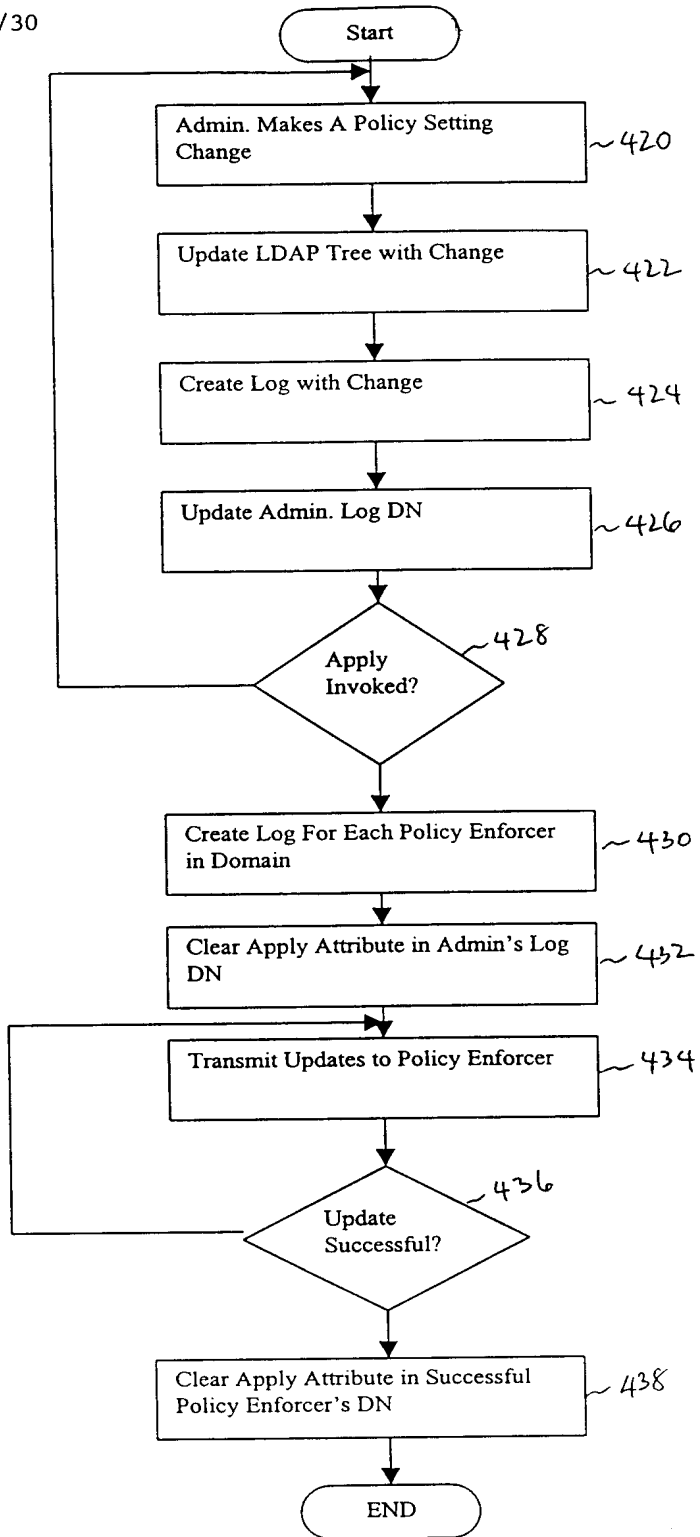 /30
Start
Admin. Makes A Policy Setting
Change
~420
Update LDAP Tree with Change
~422
Create Log with Change
~424
Update Admin. Log DN
~426
~428
Apply
Invoked?
Create Log For Each Policy Enforcer
in Domain
~430
Clear Apply Attribute in Admin's Log
DN
~432
Transmit Updates to Policy Enforcer
~434
~436
Update
Successful?
Clear Apply Attribute in Successful
Policy Enforcer's DN
~438
END